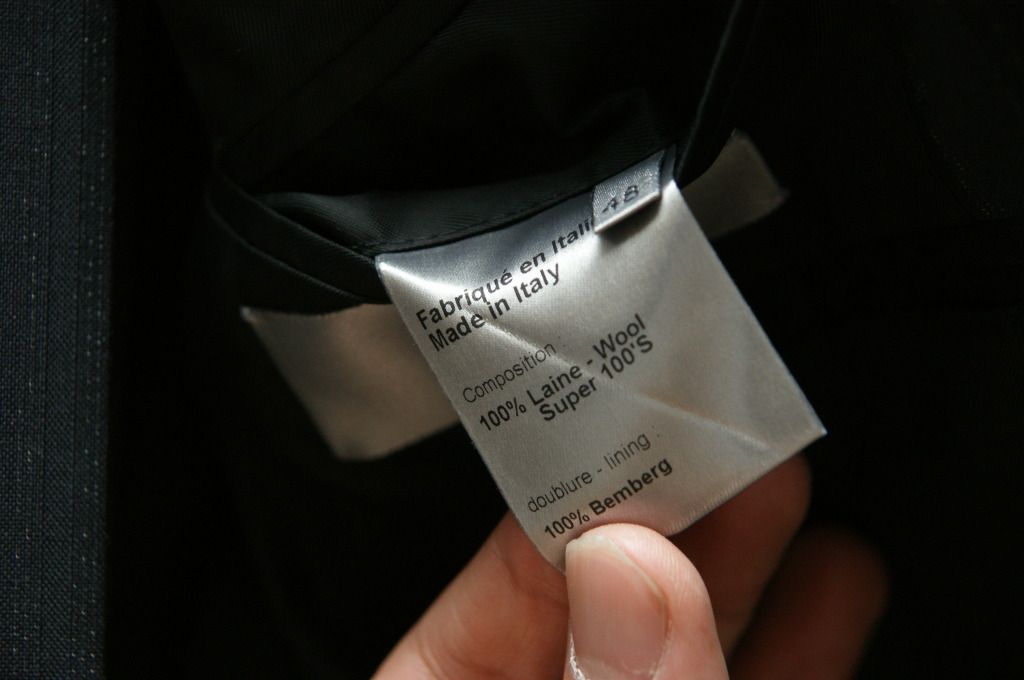 48
Fabriqué en Itali
Made in Italy
Composition :
100% Laine - Wool
Super 100'S
doublure - lining :
100% Bemberg